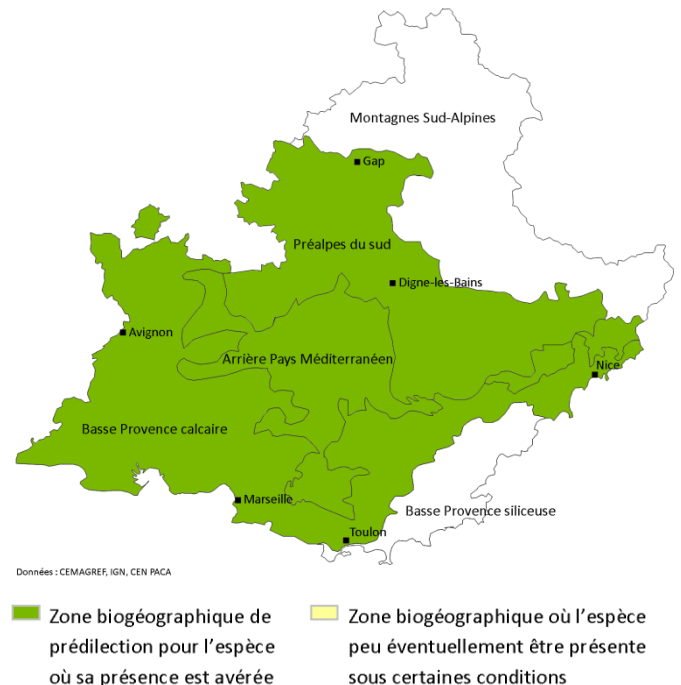 Montagnes Sud-Alpines
Gap
Préalpes du sud
Digne-les-Bains
Avignon
Arrière Pays Méditerranéen
Nice
Basse Provence calcaire
Marseille
Basse Provence siliceuse
Toulon
Données : CEMAGREF, IGN, CEN PACA
Zone biogéographique de
prédilection pour l'espèce
où sa présence est avérée
Zone biogéographique où l'espèce
peu éventuellement être présente
sous certaines conditions